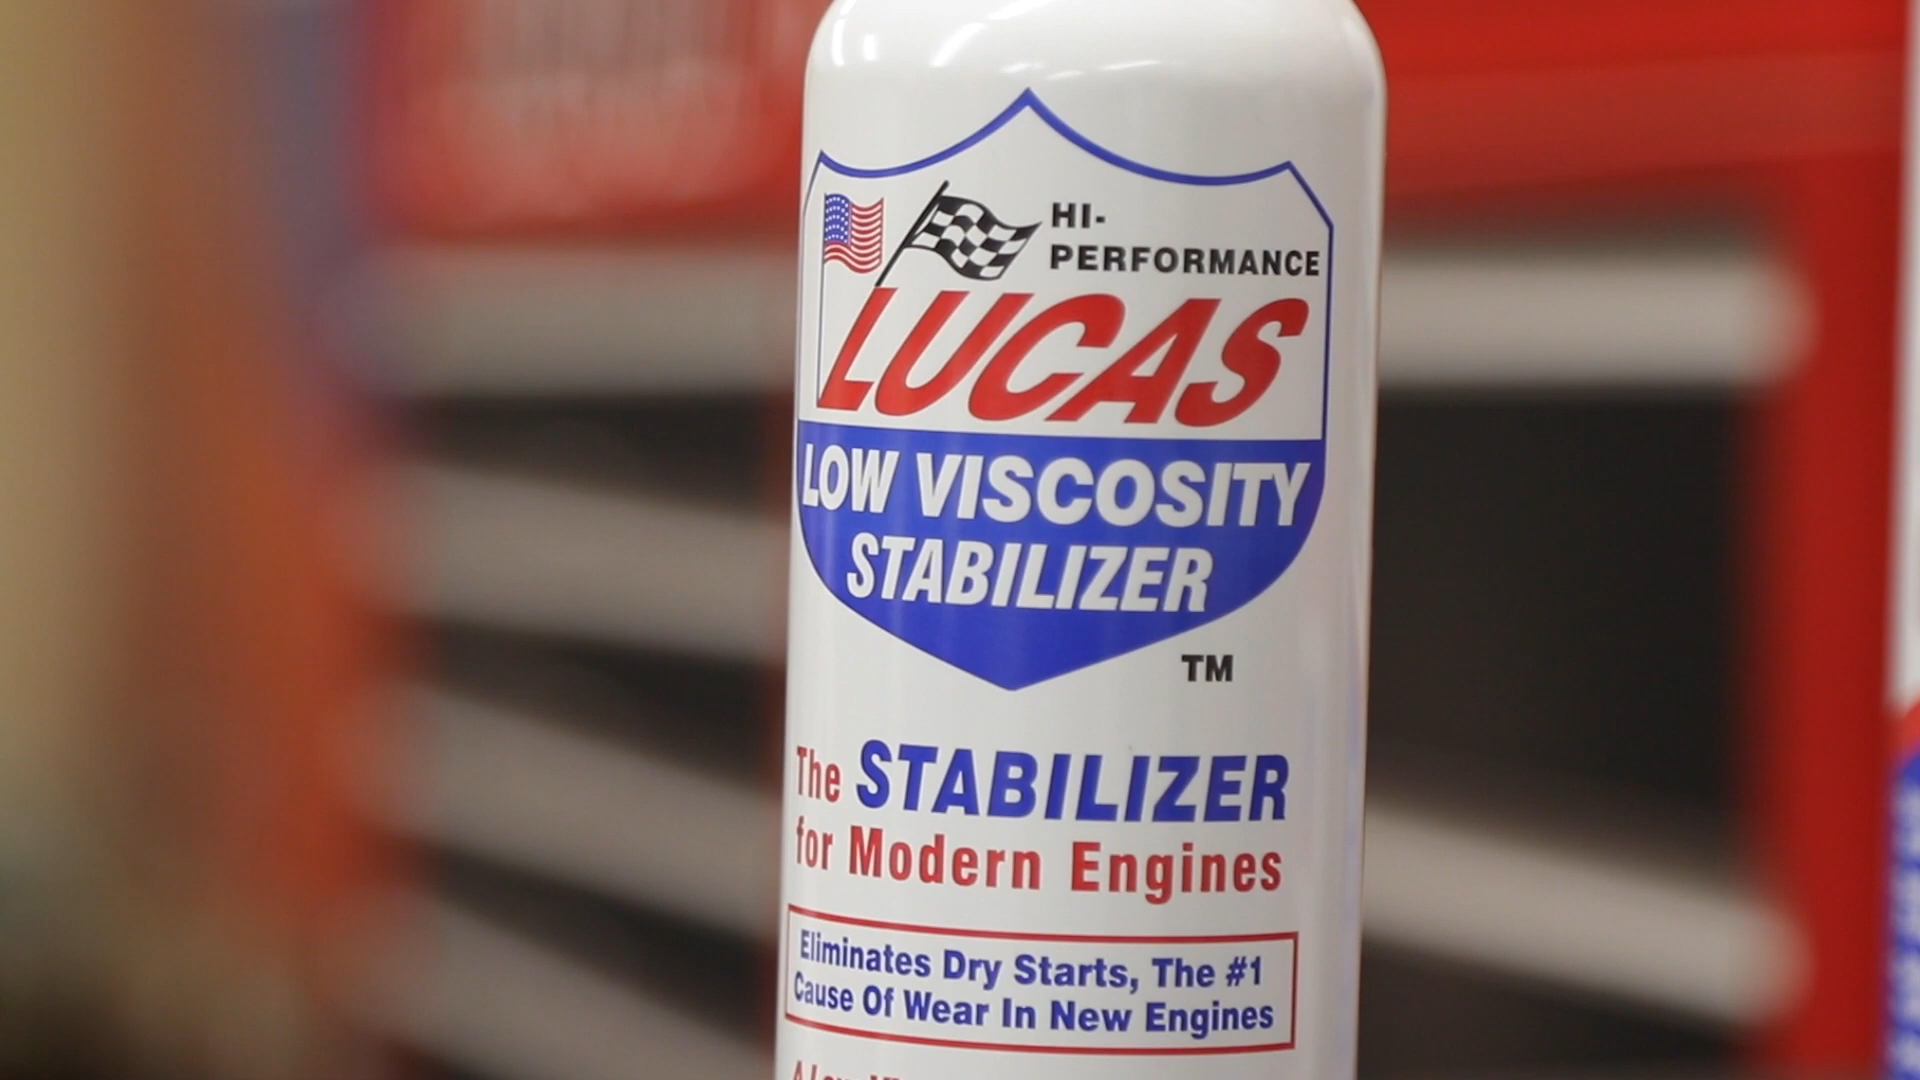 HI-
PERFORMANCE
LUCAS
LOW VISCOSITY
STABILIZER
TM
The STABILIZER
for Modern Engines
Eliminates Dry Starts, The #1
Cause Of Wear In New Engines